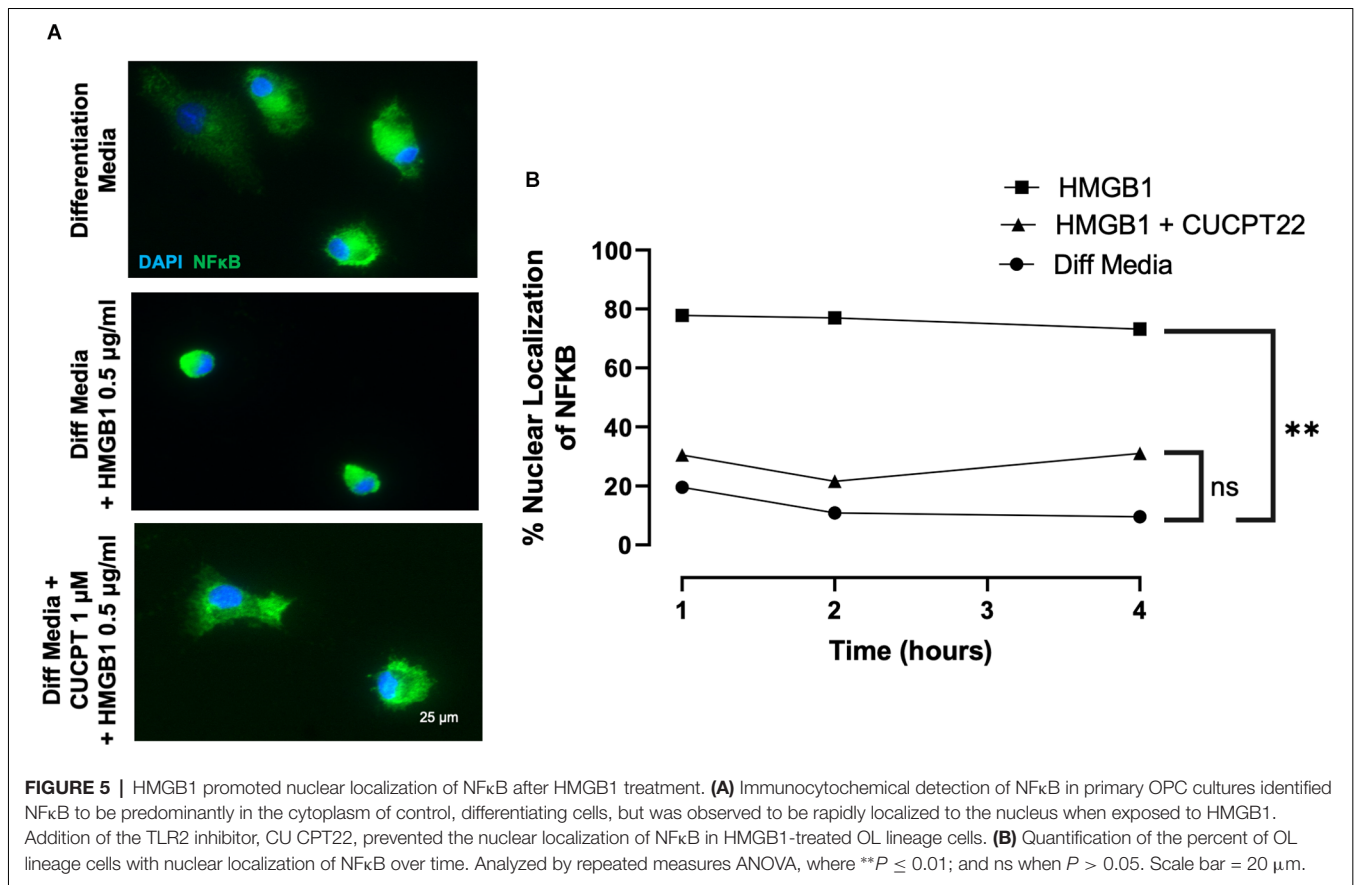 A
Differentiation
Media
DAPI NFκB
Diff Media
+ HMGB1 0.5 µg/ml
Diff Media +
CUCPT 1 µM
+ HMGB1 0.5 µg/ml
25 µm
B
HMGB1
HMGB1 + CUCPT22
Diff Media
% Nuclear Localization
of NFKB
100
80
60
40
20
0
**
ns
1
2
3
4
Time (hours)
FIGURE 5 | HMGB1 promoted nuclear localization of NFκB after HMGB1 treatment. (A) Immunocytochemical detection of NFκB in primary OPC cultures identified
NFκB to be predominantly in the cytoplasm of control, differentiating cells, but was observed to be rapidly localized to the nucleus when exposed to HMGB1.
Addition of the TLR2 inhibitor, CU CPT22, prevented the nuclear localization of NFκB in HMGB1-treated OL lineage cells. (B) Quantification of the percent of OL
lineage cells with nuclear localization of NFκB over time. Analyzed by repeated measures ANOVA, where **P ≤ 0.01; and ns when P > 0.05. Scale bar = 20 µm.